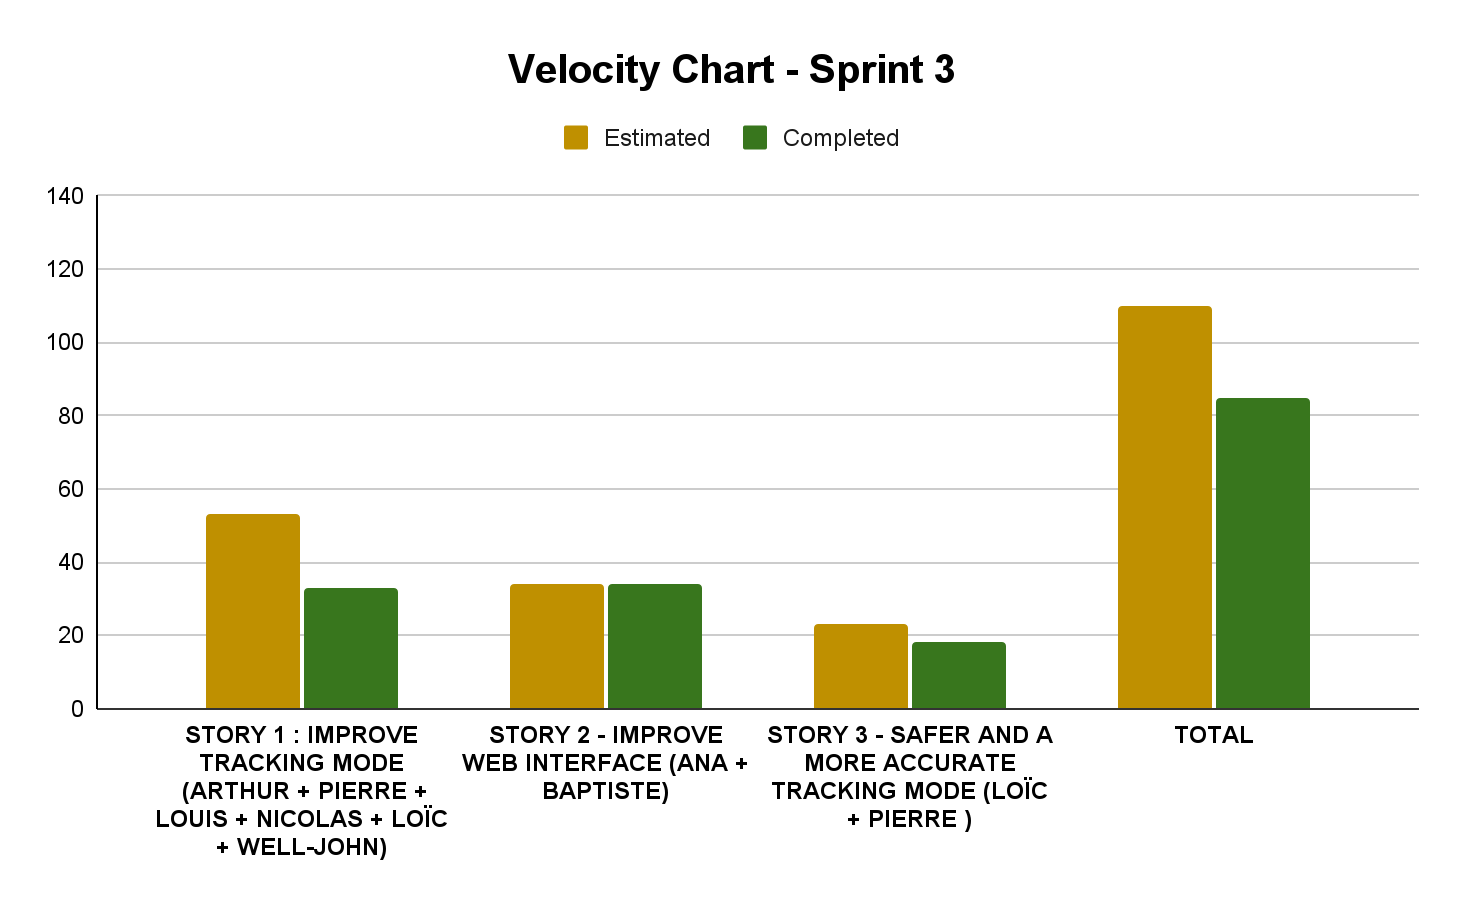 Velocity Chart - Sprint 3
Estimated Completed
140
120
100
80
60
40
20
0
STORY 1 : IMPROVE
TRACKING MODE
(ARTHUR + PIERRE +
LOUIS + NICOLAS + LOÏC
+ WELL-JOHN)
STORY 2 - IMPROVE
WEB INTERFACE (ANA +
BAPTISTE)
STORY 3 - SAFER AND A
MORE ACCURATE
TRACKING MODE (LOÏC
+ PIERRE )
TOTAL